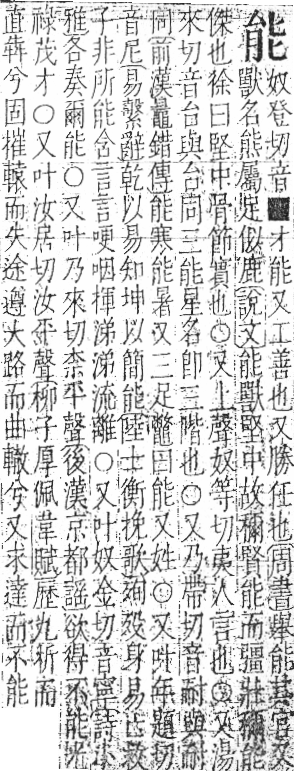 能 奴登切音■才能又工善也又勝任也周書舉能其官又
獸名熊屬足似鹿說文能獸堅中故稱賢能而彊壯稱能
傑也徐曰堅中骨節實也○又上聲奴等切夷人言也○又湯
來切音台與台同三能星名卽三階也○又乃帶切音耐與耐
同前漢鼂錯傳能寒能暑又三足鼈曰能又姓○又叶年題切
音尼易繫辭乾以易知坤以簡能陸士衡挽歌殉歿身易亡救
子非所能含言言哽咽揮涕涕流離○又叶奴金切音寧詩
雅各奏爾能○又叶乃來切柰平聲後漢京都謠欲得不能光
祿茂才○又叶汝居切汝平聲柳子厚佩韋賦歷九折而
直犇兮固摧轅而失途遵大路而曲轍兮又求達而不能